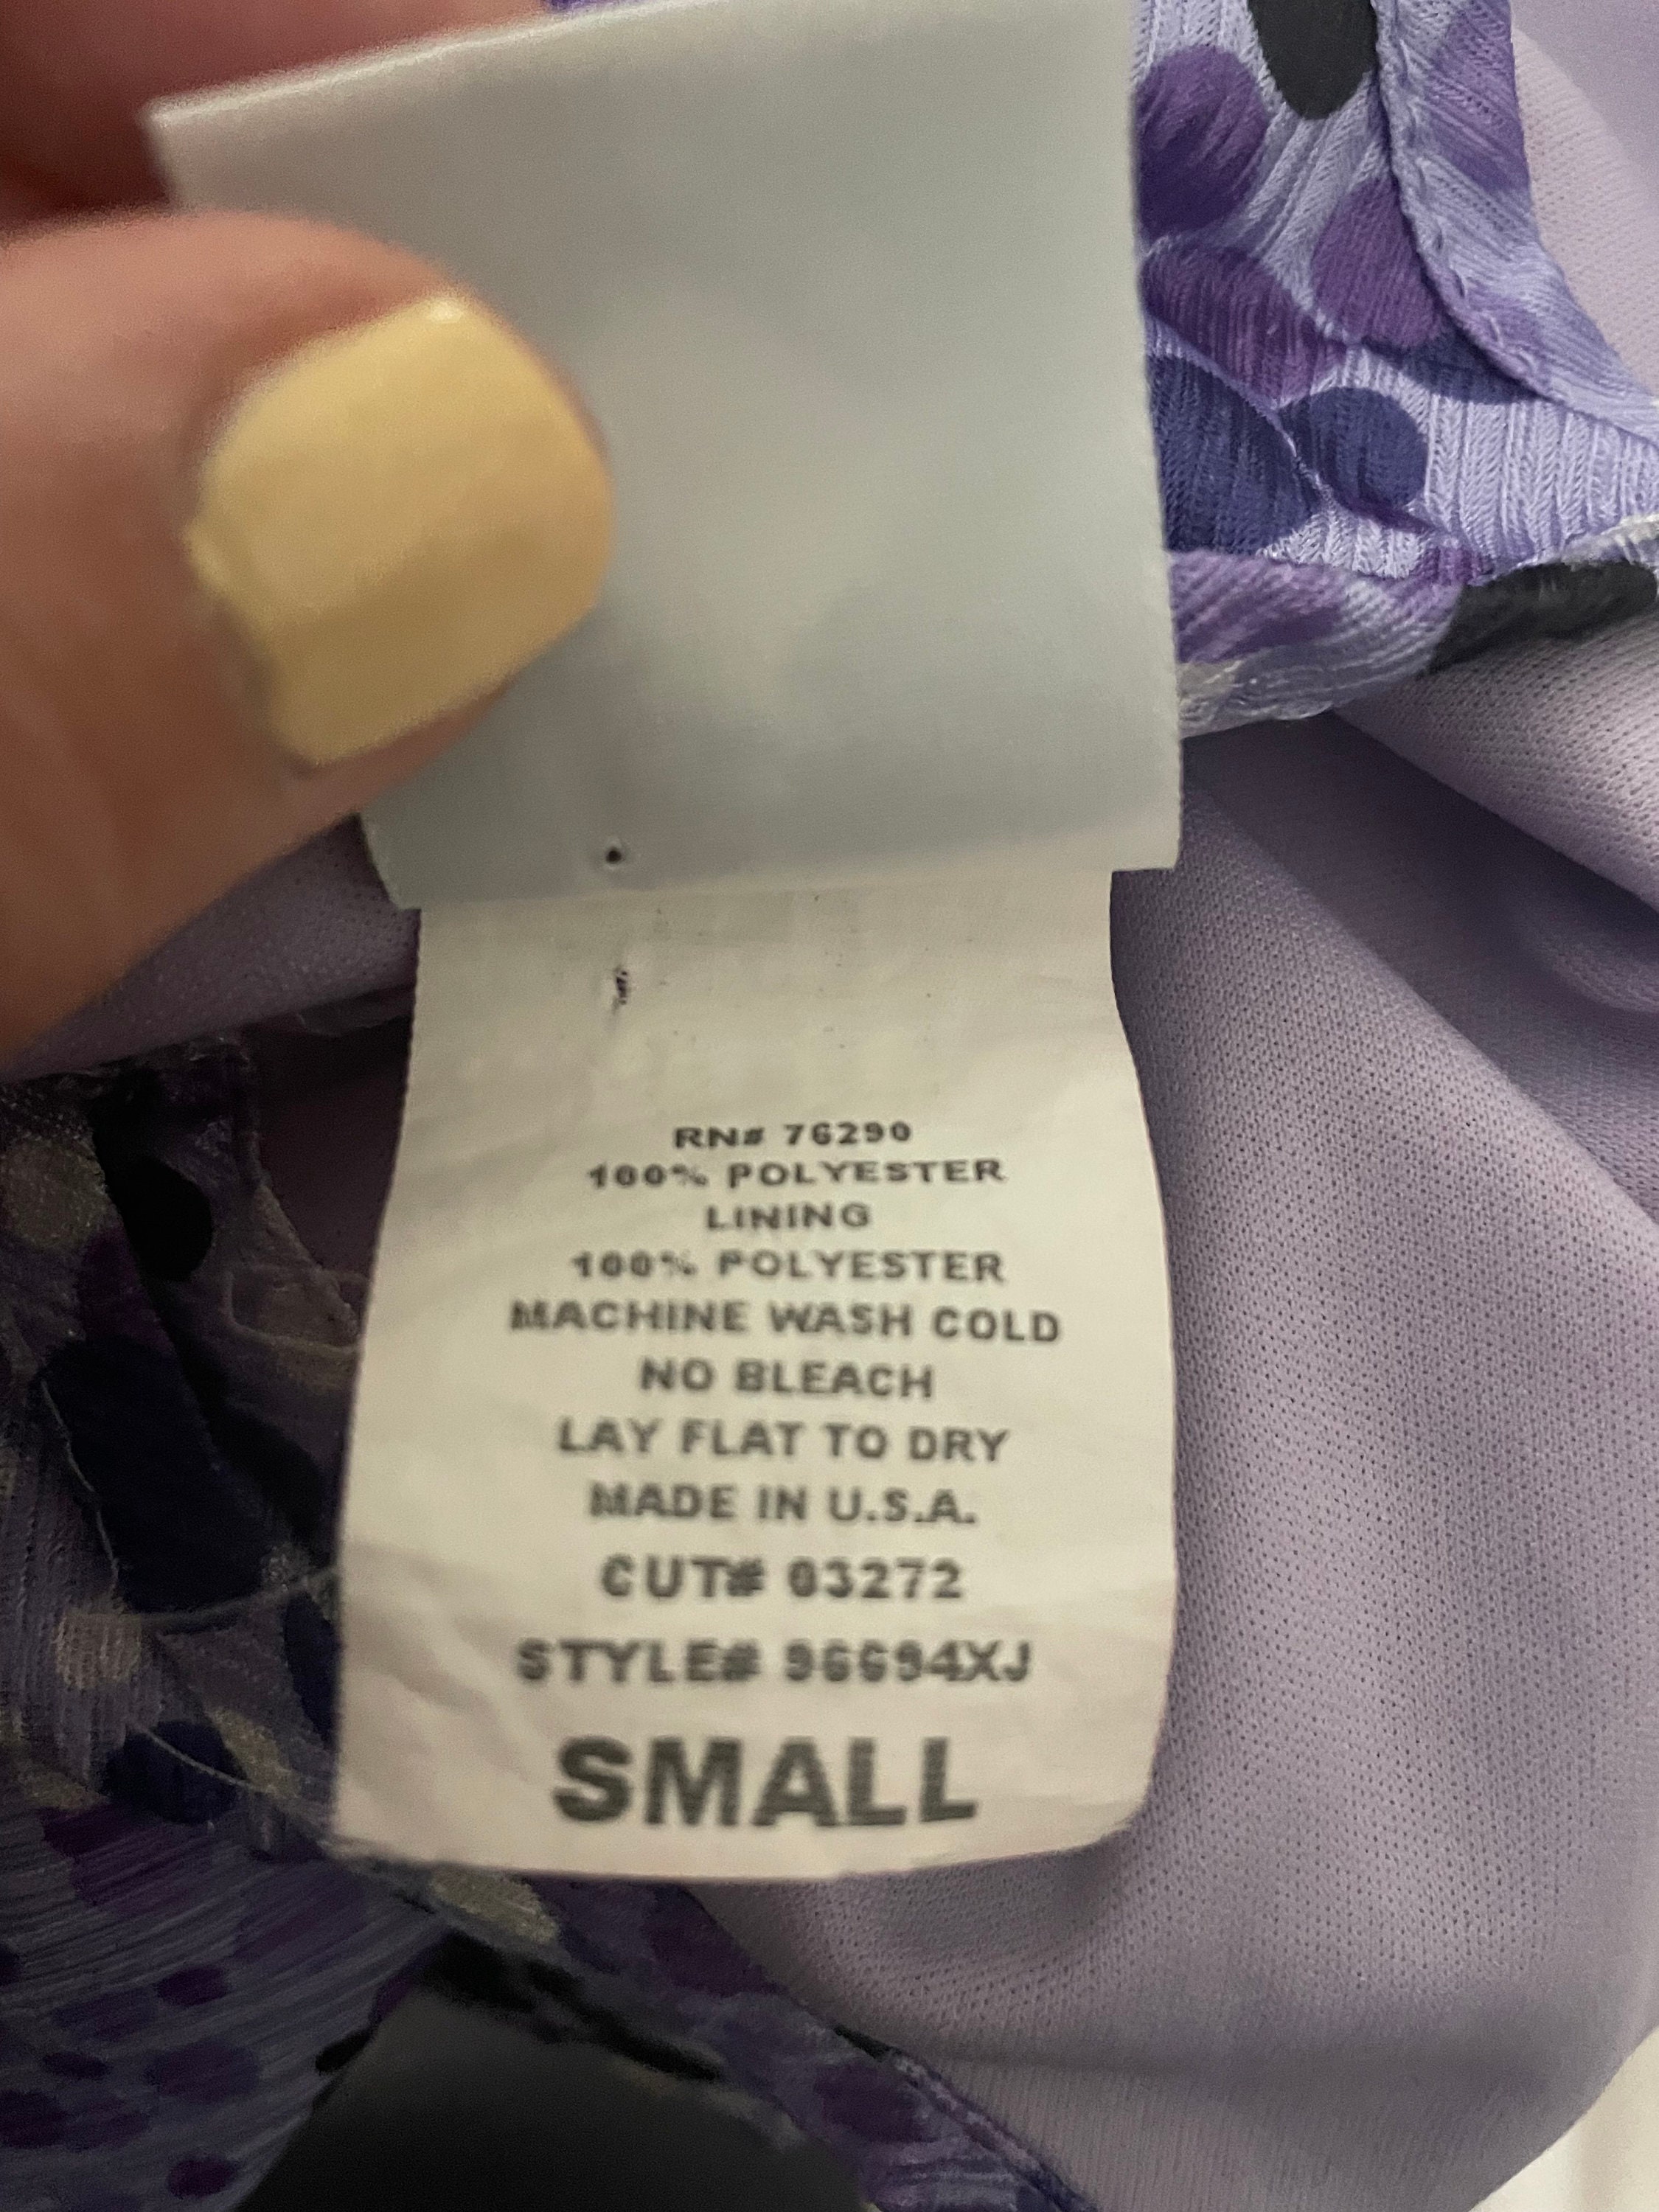 RN# 76290
100% POLYESTER
LINING
100% POLYESTER
MACHINE WASH COLD
NO BLEACH
LAY FLAT TO DRY
MADE IN U.S.A.
CUT# 03272
STYLE# 96694XJ
SMALL